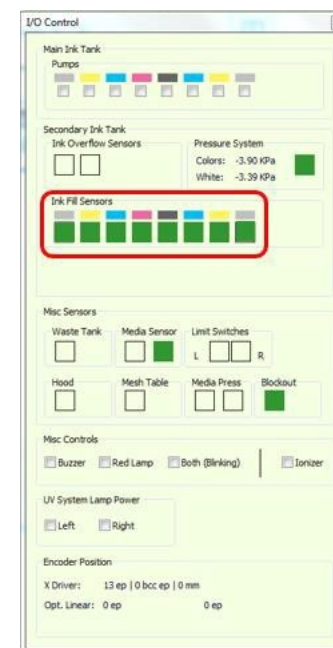 I/O Control
Main Ink Tank
Pumps
Secondary Ink Tank
Ink Overflow Sensors
Pressure System
Colors: -3.90 KPa
White: -3.39 KPa
Ink Fill Sensors
Misc Sensors
Waste Tank
Media Sensor
Limit Switches
L
R
Hood
Mesh Table
Media Press
Blockout
Misc Controls
Buzzer
Red Lamp
Both (Blinking)
Ionizer
UV System Lamp Power
Left
Right
Encoder Position
X Driver: 13 ep | 0 bcc ep | 0 mm
Opt. Linear: 0 ep 0 ep